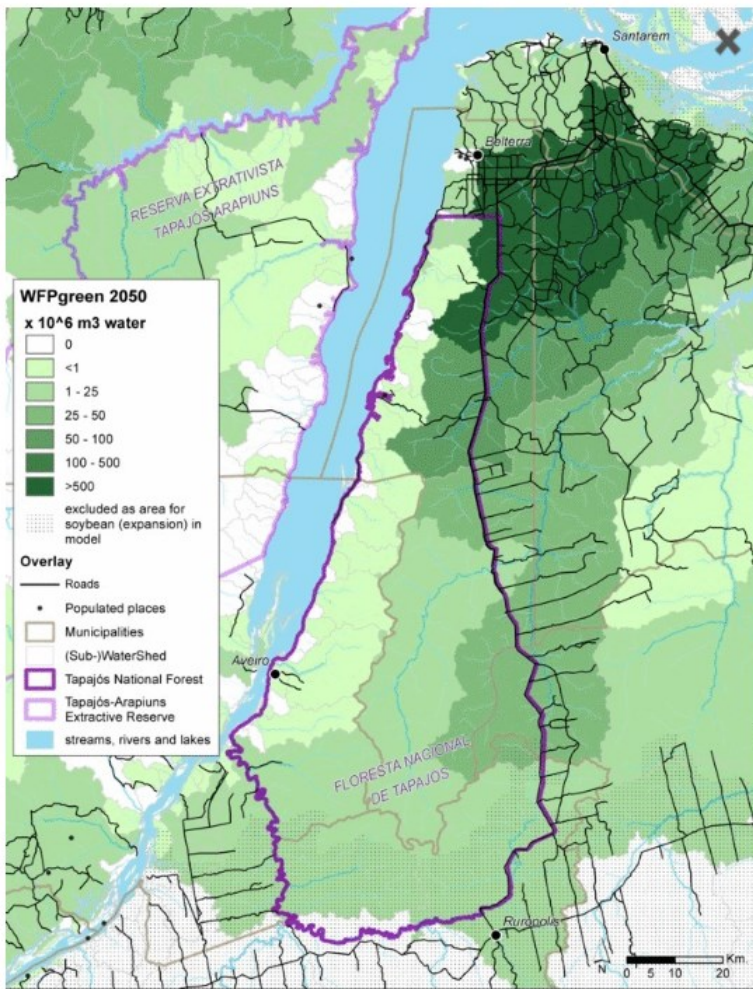 Santarem
Belterra
RESERVA EXTRATIVISTA
TAPAJÓS ARAPIUNS
WFPgreen 2050
x 10^6 m3 water
0
<1
1 - 25
25 - 50
50 - 100
100 - 500
>500
excluded as area for
soybean (expansion) in
model
Overlay
Roads
Populated places
Municipalities
(Sub-)WaterShed
Tapajós National Forest
Tapajós-Arapiuns
Extractive Reserve
streams, rivers and lakes
Aveiro
FLORESTA NACIONAL
DE TAPAJÓS
Ruropolis
N
0 5 10 20 Km.